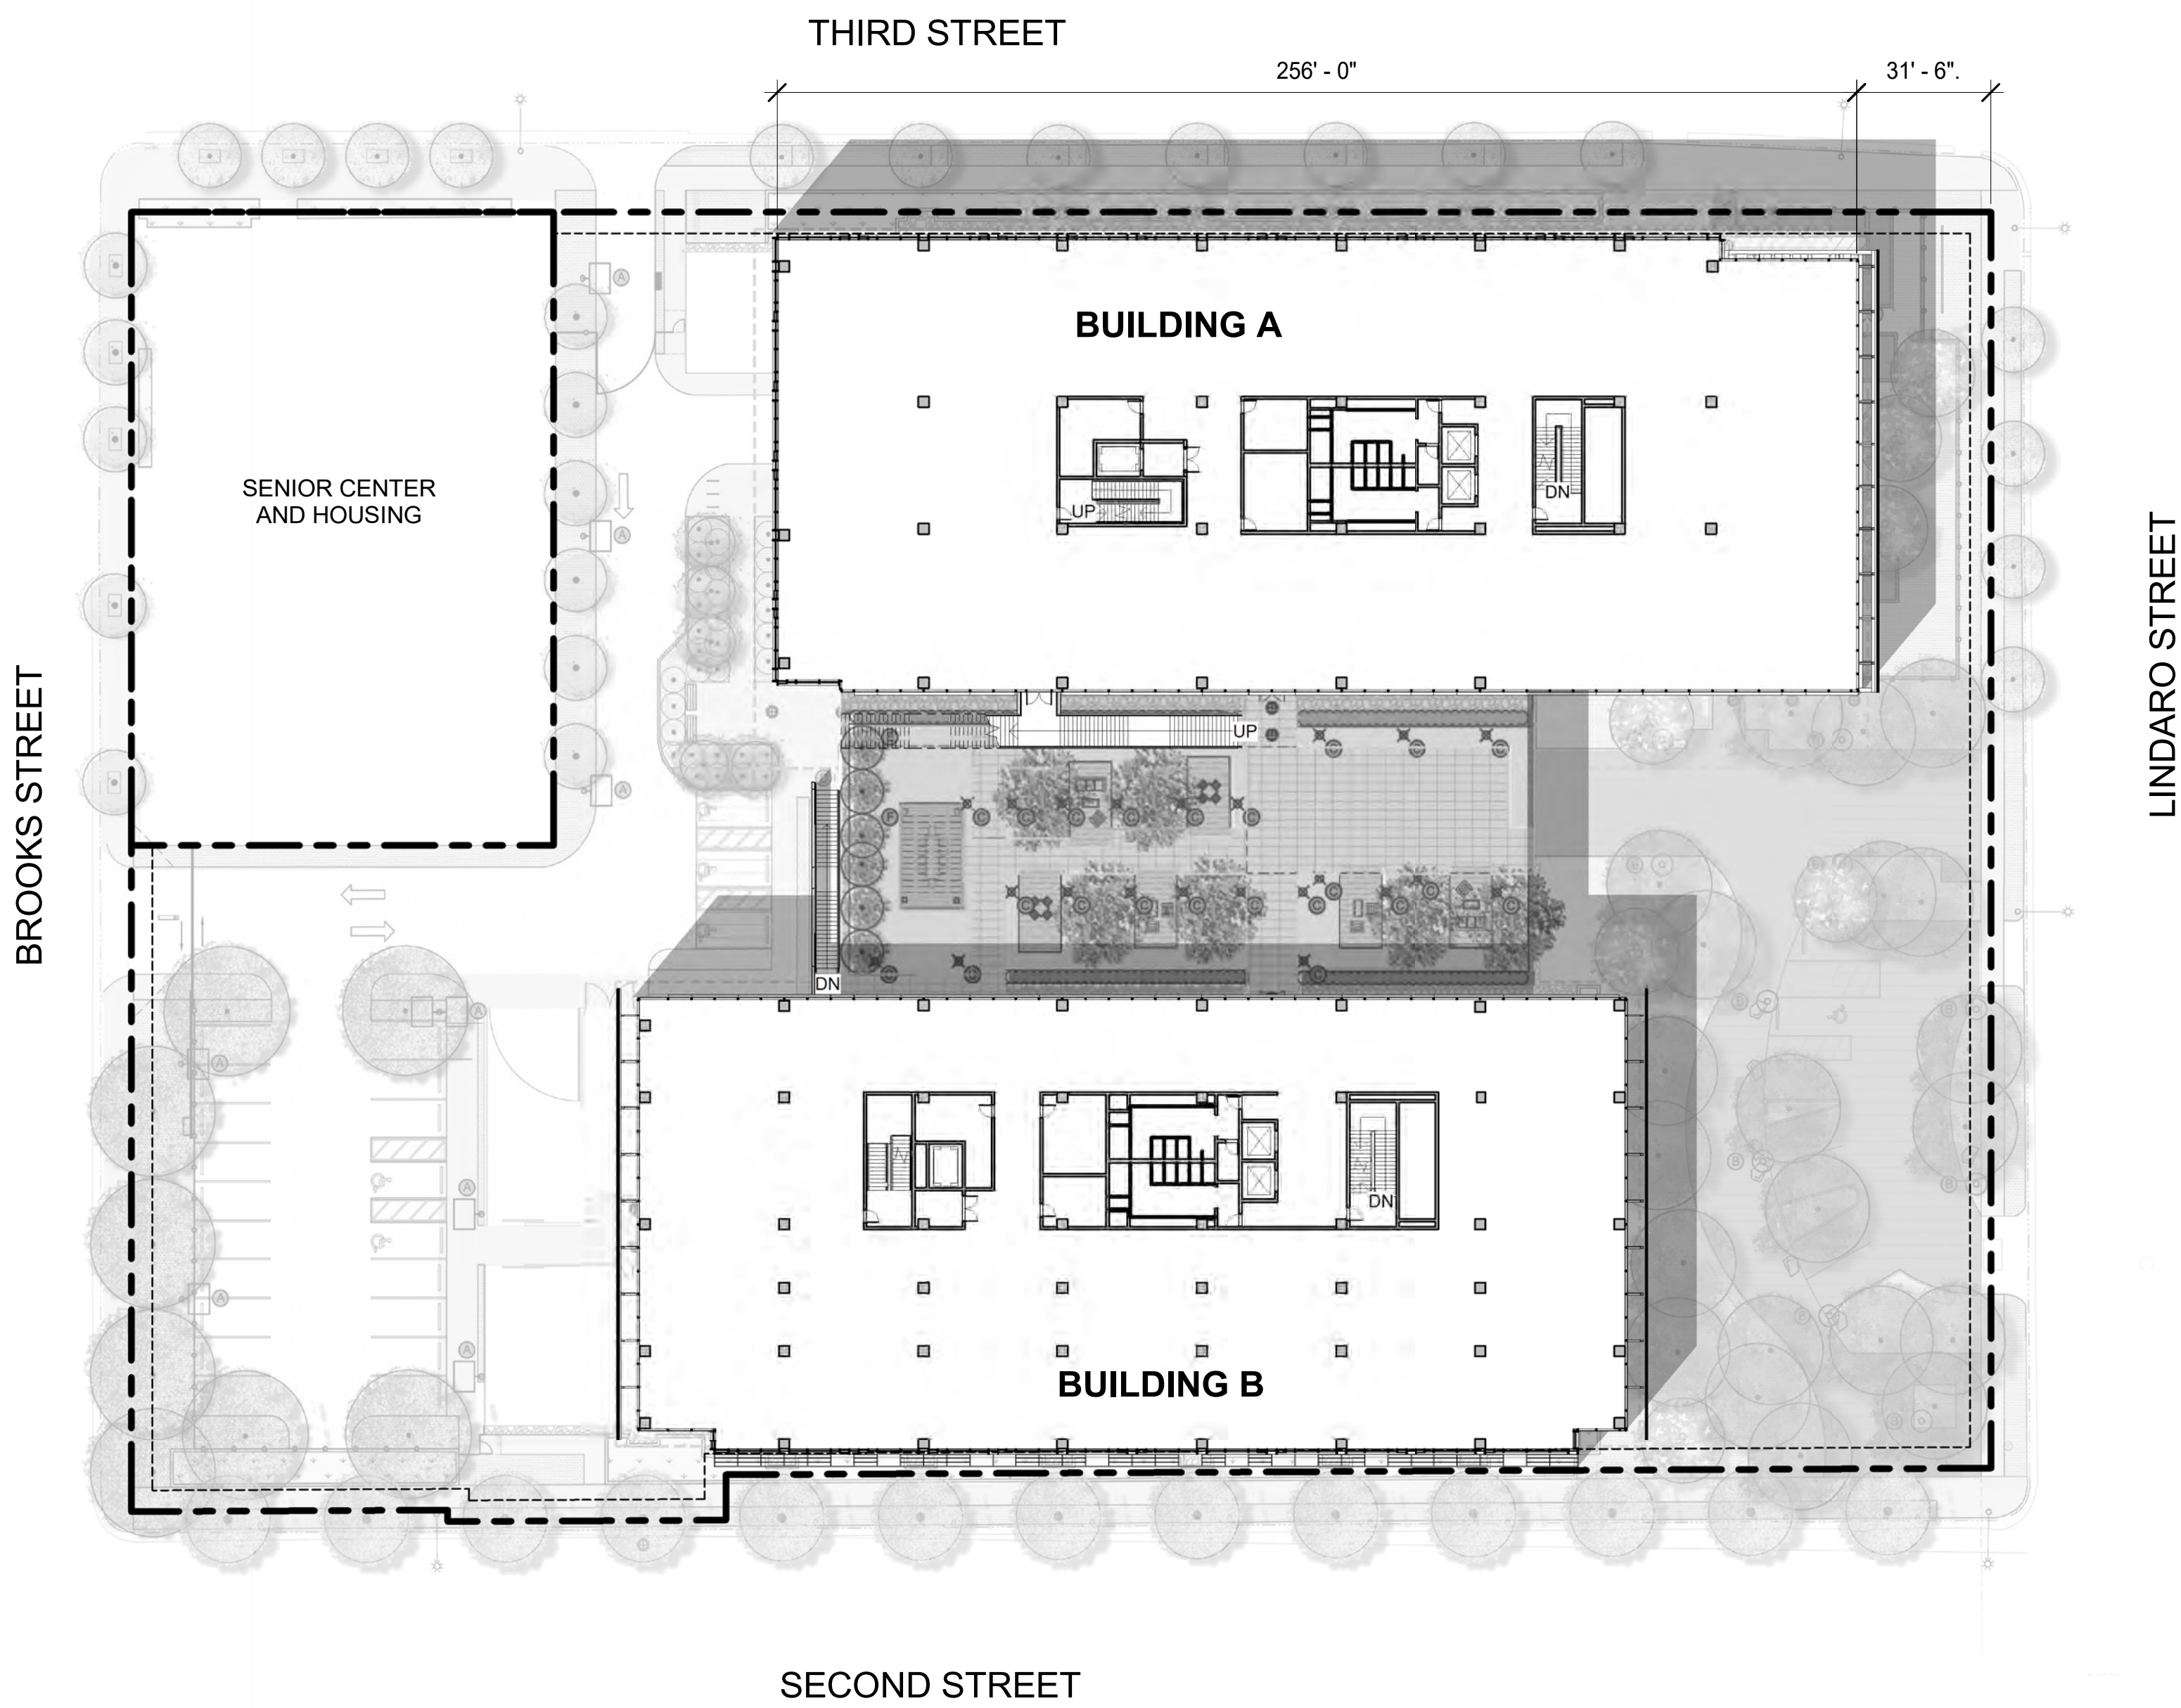 THIRD STREET
256' - 0"
31' - 6".
BUILDING A
SENIOR CENTER
AND HOUSING
UP
DN
BROOKS STREET
LINDARO STREET
UP
DN
DN
BUILDING B
SECOND STREET